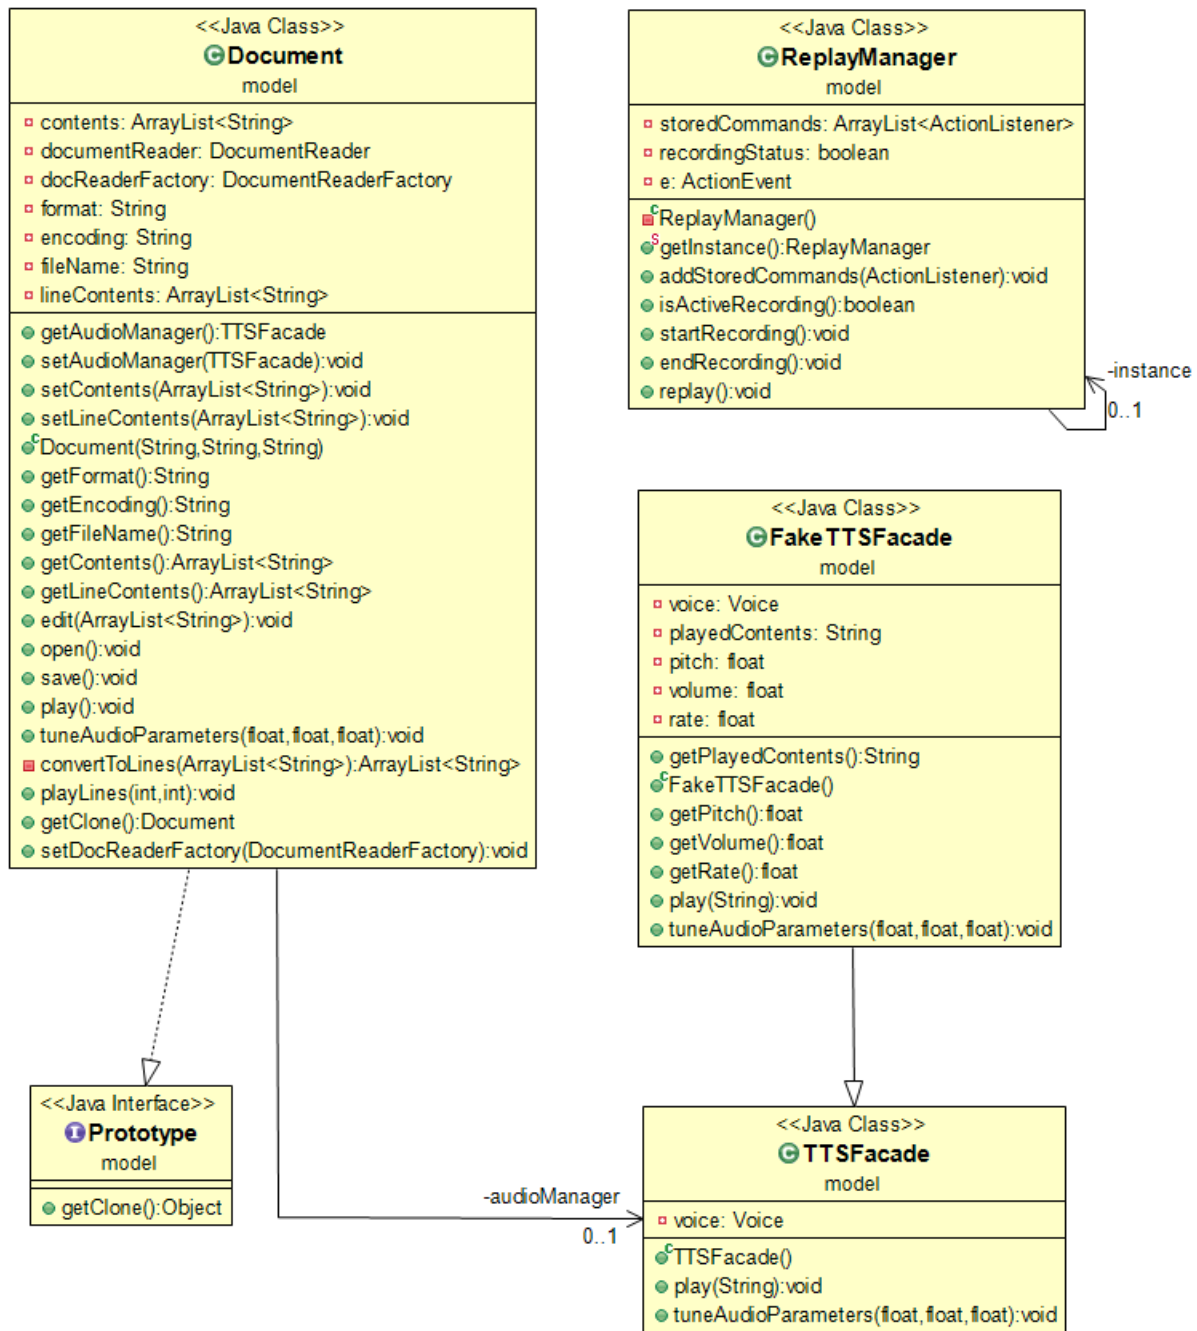 <<Java Class>>
Document
model
contents: ArrayList<String>
documentReader: DocumentReader
docReaderFactory: DocumentReaderFactory
format: String
encoding: String
fileName: String
lineContents: ArrayList<String>
getAudioManager():TTSFacade
setAudioManager(TTSFacade):void
setContents(ArrayList<String>):void
setLineContents(ArrayList<String>):void
Document(String,String,String)
getFormat():String
getEncoding():String
getFileName():String
getContents():ArrayList<String>
getLineContents():ArrayList<String>
edit(ArrayList<String>):void
open():void
save():void
play():void
tuneAudioParameters(float,float,float):void
convertToLines(ArrayList<String>):ArrayList<String>
playLines(int,int):void
getClone():Document
setDocReaderFactory(DocumentReaderFactory):void
<<Java Class>>
ReplayManager
model
storedCommands: ArrayList<ActionListener>
recordingStatus: boolean
e: ActionEvent
ReplayManager()
getInstance():ReplayManager
addStoredCommands(ActionListener):void
isActiveRecording():boolean
startRecording():void
endRecording():void
replay():void
-instance
0..1
<<Java Class>>
FakeTTSFacade
model
voice: Voice
playedContents: String
pitch: float
volume: float
rate: float
getPlayedContents():String
FakeTTSFacade()
getPitch():float
getVolume():float
getRate():float
play(String):void
tuneAudioParameters(float,float,float):void
<<Java Interface>>
Prototype
model
getClone():Object
-audioManager
0..1
<<Java Class>>
TTSFacade
model
voice: Voice
TTSFacade()
play(String):void
tuneAudioParameters(float,float,float):void